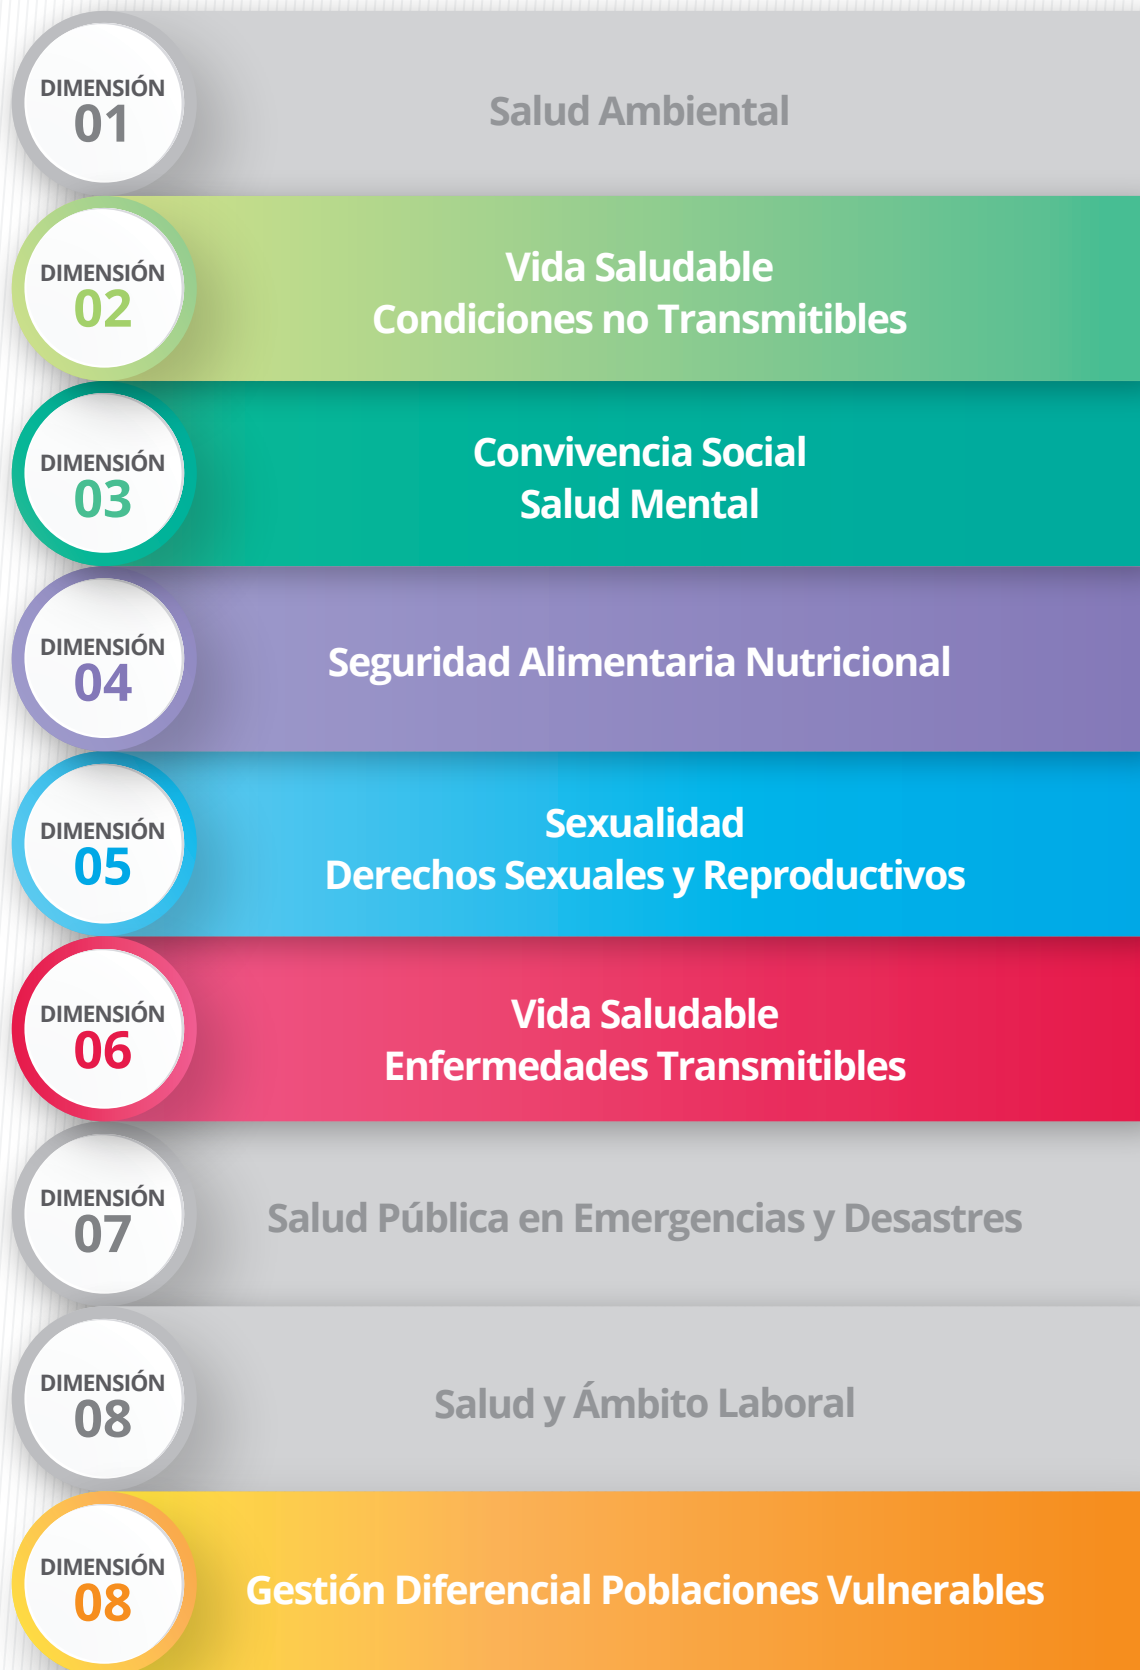 DIMENSIÓN
01
Salud Ambiental
DIMENSIÓN
02
Vida Saludable
Condiciones no Transmitibles
DIMENSIÓN
03
Convivencia Social
Salud Mental
DIMENSIÓN
04
Seguridad Alimentaria Nutricional
DIMENSIÓN
05
Sexualidad
Derechos Sexuales y Reproductivos
DIMENSIÓN
06
Vida Saludable
Enfermedades Transmitibles
DIMENSIÓN
07
Salud Pública en Emergencias y Desastres
DIMENSIÓN
08
Salud y Ámbito Laboral
DIMENSIÓN
08
Gestión Diferencial Poblaciones Vulnerables